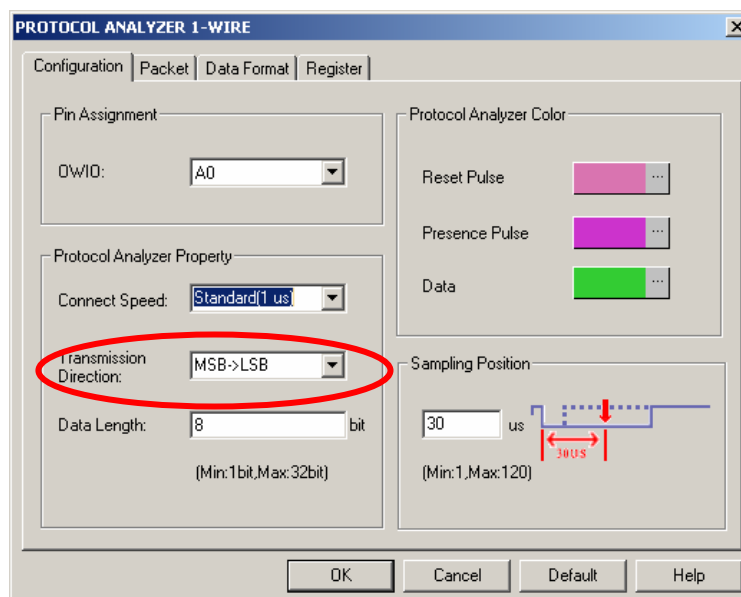 PROTOCOL ANALYZER 1-WIRE
Configuration Packet Data Format Register
Pin Assignment
OWIO: A0
Protocol Analyzer Property
Connect Speed: Standard(1 us)
Transmission
Direction: MSB->LSB
Data Length: 8 bit
(Min:1bit,Max:32bit)
Protocol Analyzer Color
Reset Pulse ...
Presence Pulse ...
Data ...
Sampling Position
30 us
30US
(Min:1,Max:120)
OK Cancel Default Help